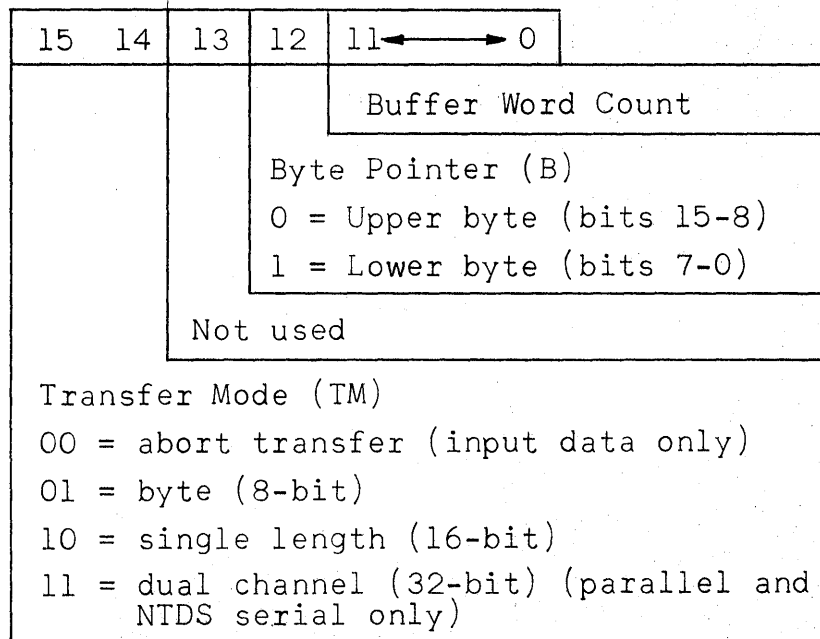 15 14 13 12 11 0
Buffer Word Count
Byte Pointer (B)
0 = Upper byte (bits 15-8)
1 = Lower byte (bits 7-0)
Not used
Transfer Mode (TM)
00 = abort transfer (input data only)
01 = byte (8-bit)
10 = single length (16-bit)
11 = dual channel (32-bit) (parallel and
NTDS serial only)